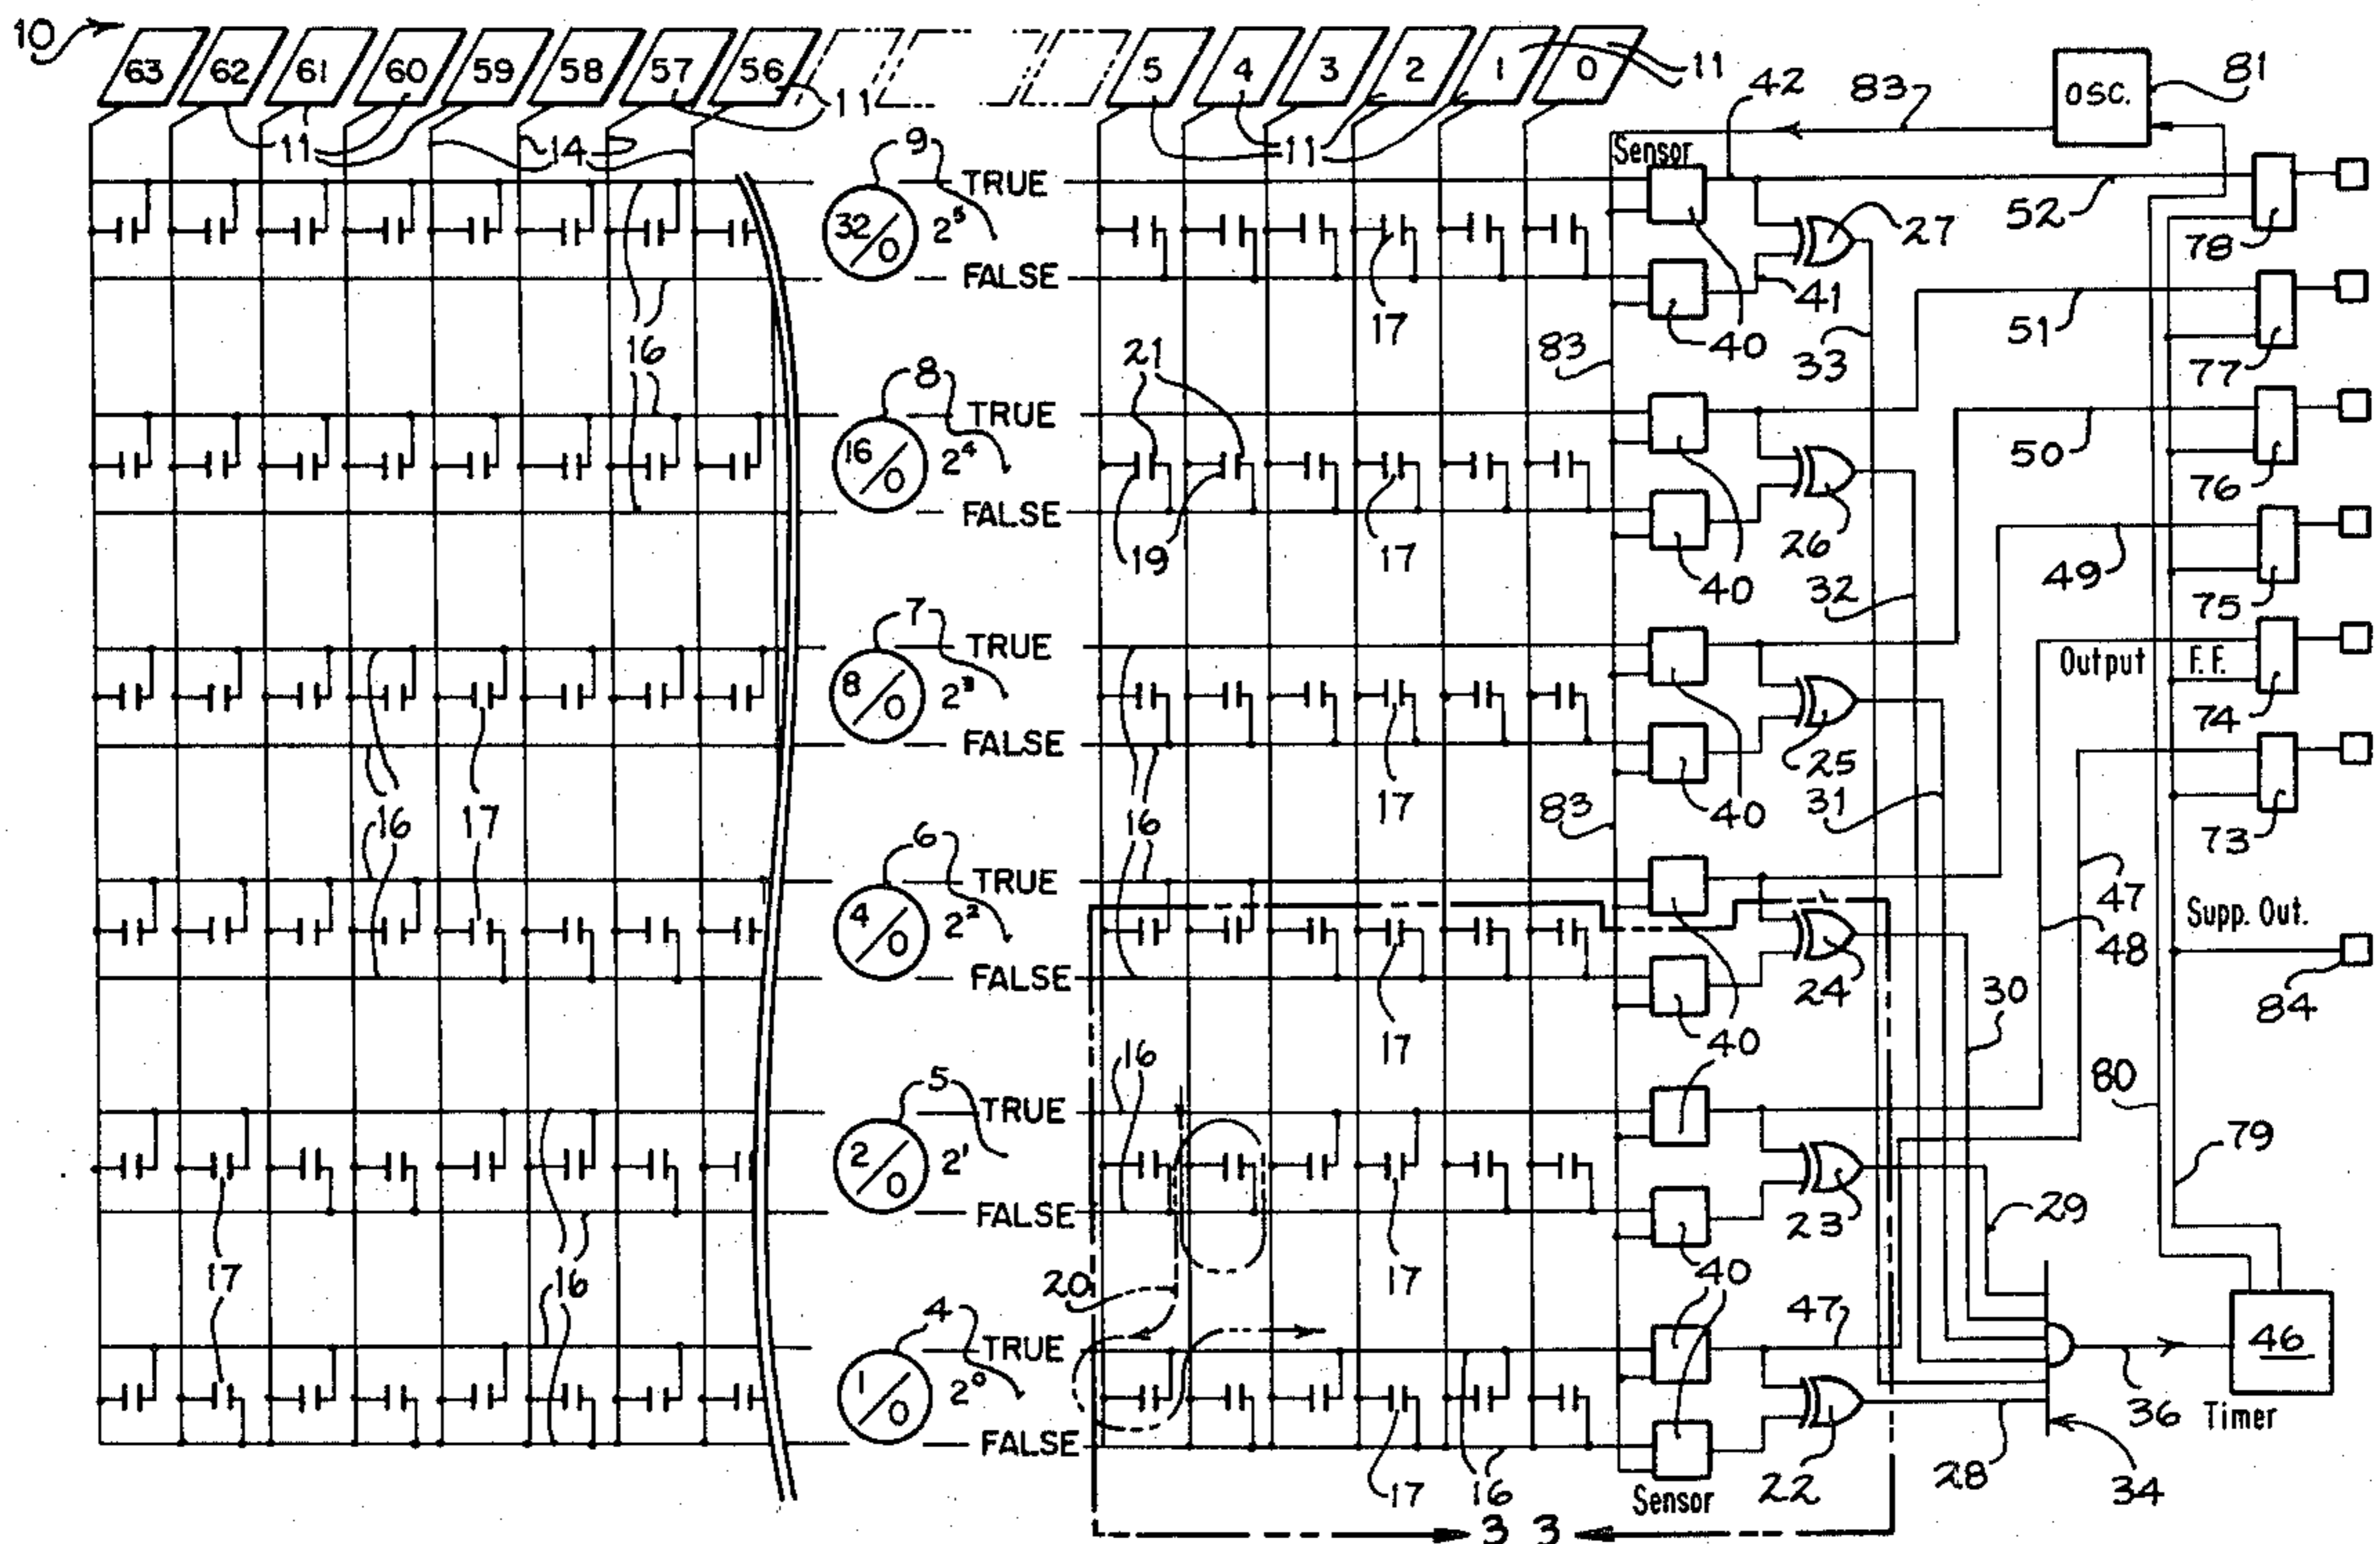 10
63 62 61 60 59 58 57 56 5 4 3 2 1 0 11
11 14 11 11 42 83 OSC. 81
Sensor
9 TRUE 52 78
32/0 2⁵ 27
FALSE 17 41 51
16 40 33 77
21 83
8 TRUE 50
16/0 2⁴ 26 76
FALSE 19 17 49
40 32 75
7 TRUE Output F.F.
8/0 2³ 74
FALSE 25
16 17 16 17 40 31 73
83
6 TRUE 47
4/0 2² Supp. Out.
48
FALSE 24 30 84
17 40
16 80
5 TRUE 79
2/0 2¹
FALSE 23 29
17 16 20 17 40
4 TRUE 47 46
1/0 2⁰
FALSE 36 Timer
17 16 22 28 34
Sensor
3 3